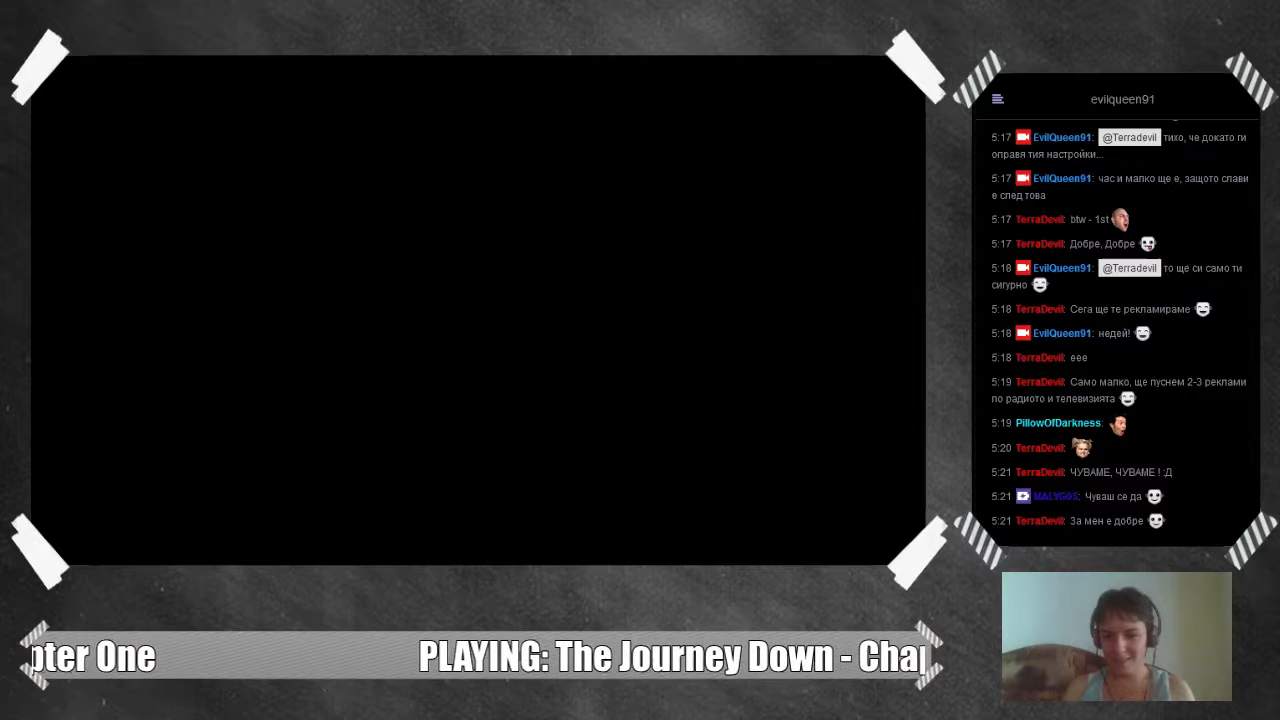 evilqueen91
5:17 EvilQueen91: @Terradevil тихо, че докато ги
оправя тия настройки...
5:17 EvilQueen91: час и малко ще е, защото слави
е след това
5:17 TerraDevil: btw - 1st
5:17 TerraDevil: Добре, Добре
5:18 EvilQueen91: @Terradevil то ще си само ти
сигурно
5:18 TerraDevil: Сега ще те рекламираме
5:18 EvilQueen91: недей!
5:18 TerraDevil: еее
5:19 TerraDevil: Само малко, ще пуснем 2-3 реклами
по радиото и телевизията
5:19 PillowOfDarkness:
5:20 TerraDevil:
5:21 TerraDevil: ЧУВАМЕ, ЧУВАМЕ ! :Д
5:21 MALYG0S: Чуваш се да
5:21 TerraDevil: За мен е добре
pter One PLAYING: The Journey Down - Chap